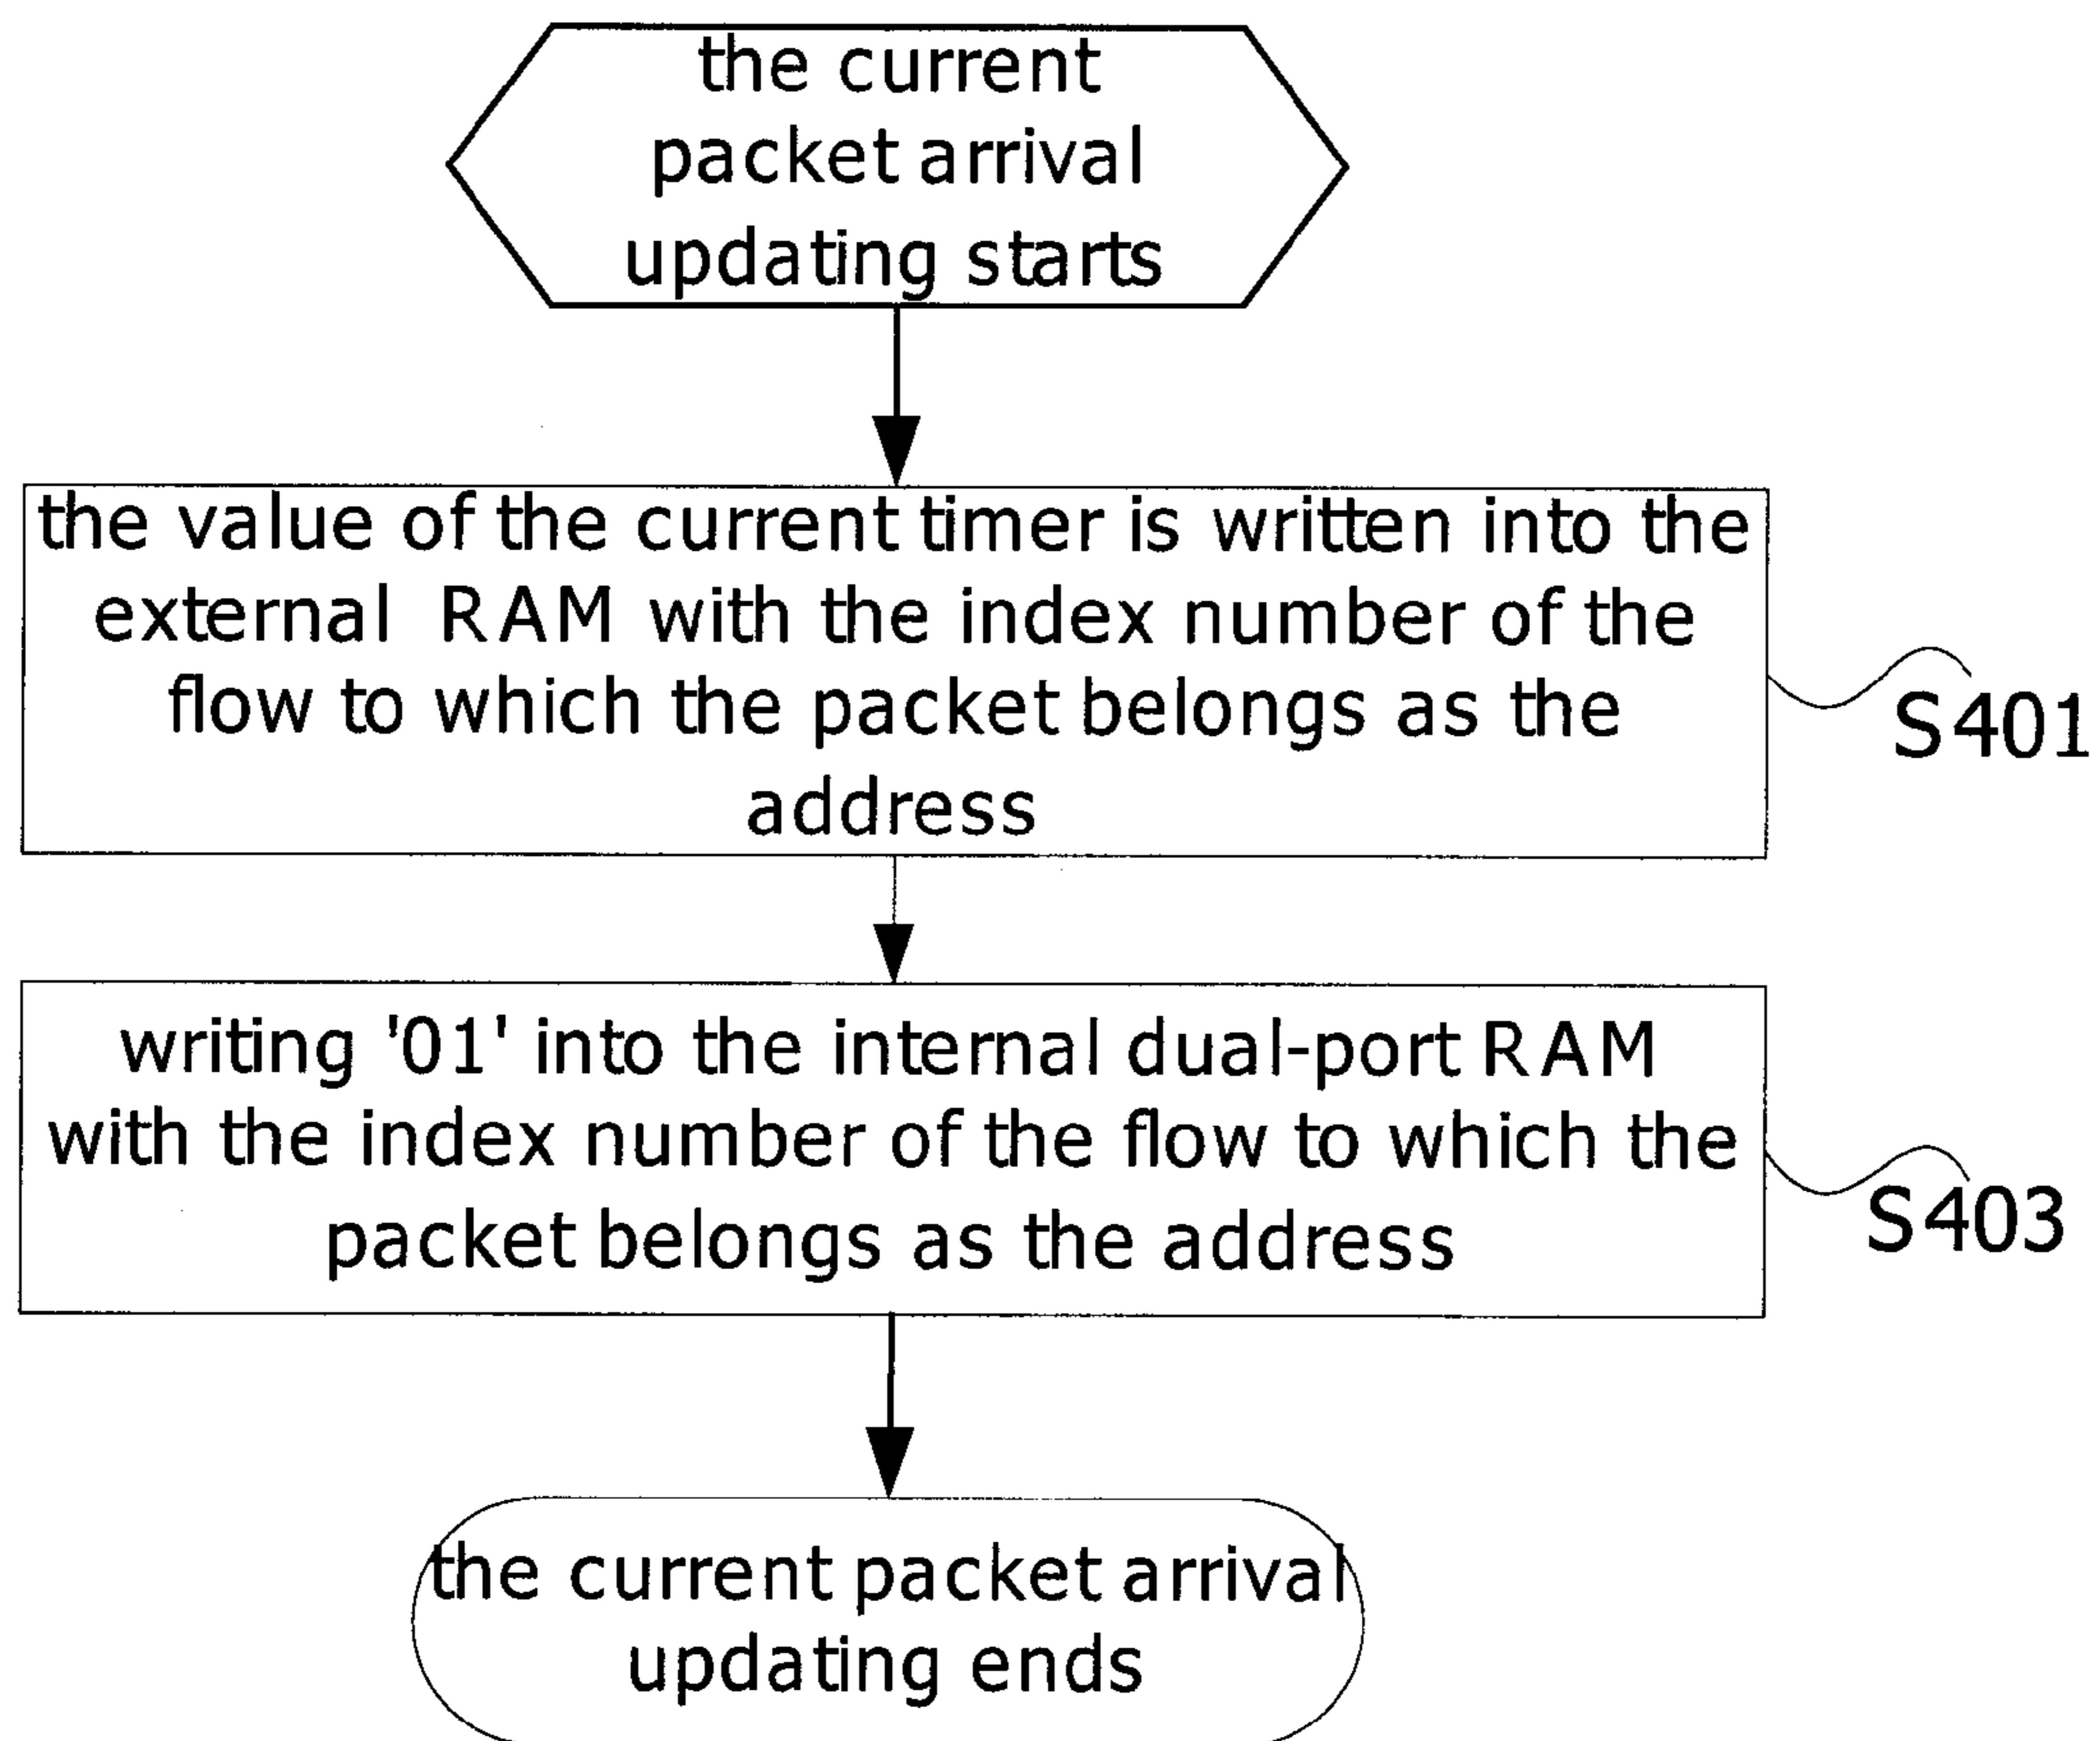 the current
packet arrival
updating starts
the value of the current timer is written into the
external RAM with the index number of the
flow to which the packet belongs as the
address
S401
writing '01' into the internal dual-port RAM
with the index number of the flow to which the
packet belongs as the address
S403
the current packet arrival
updating ends